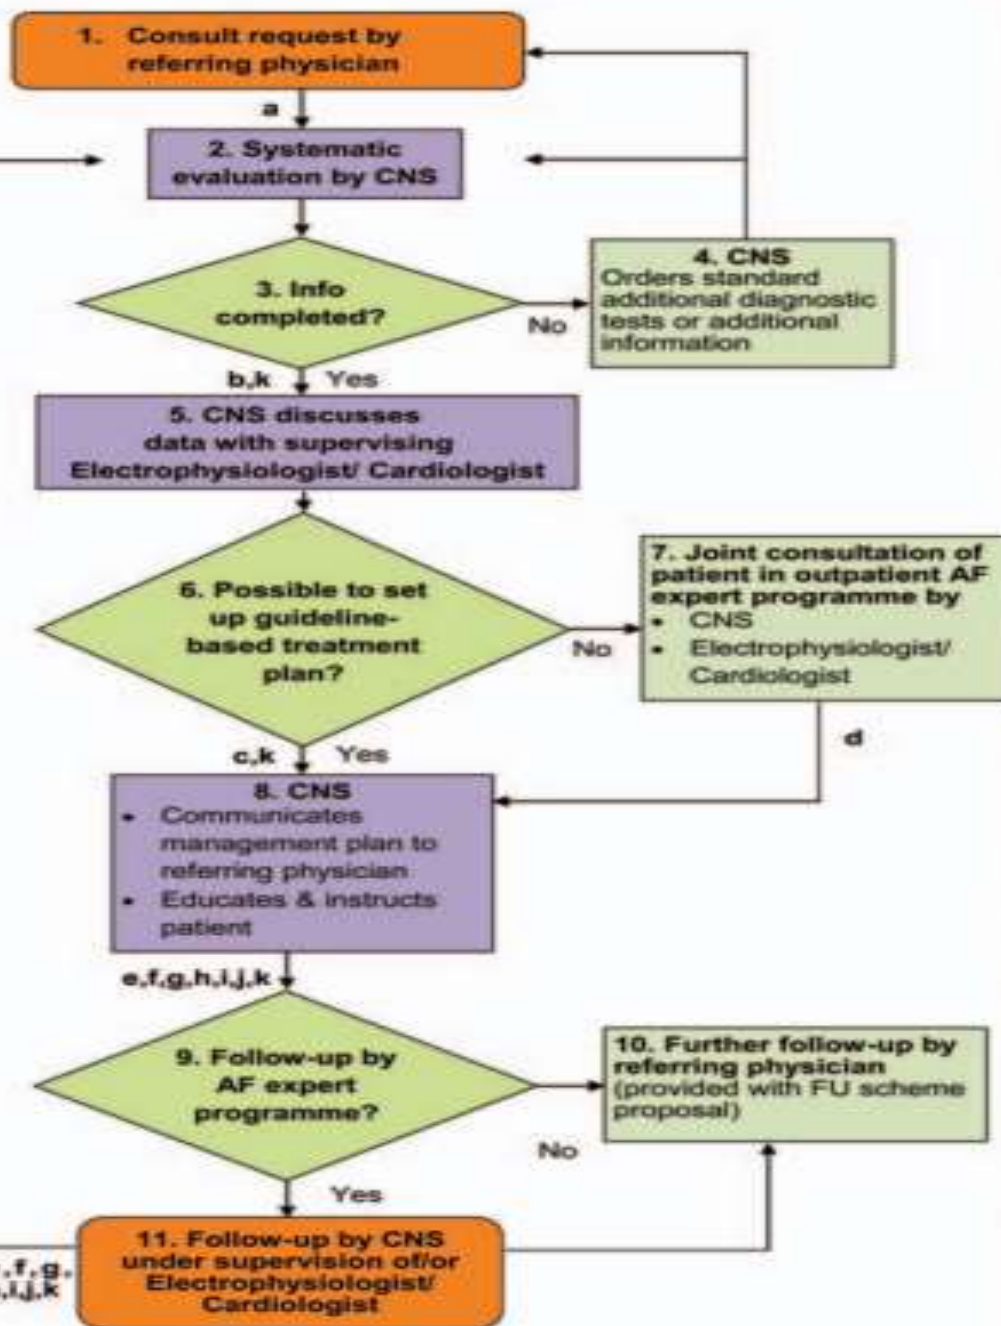 1. Consult request by
referring physician
a
2. Systematic
evaluation by CNS
3. Info
completed?
No
4. CNS
Orders standard
additional diagnostic
tests or additional
information
b,k Yes
5. CNS discusses
data with supervising
Electrophysiologist/ Cardiologist
6. Possible to set
up guideline-
based treatment
plan?
No
7. Joint consultation of
patient in outpatient AF
expert programme by
• CNS
• Electrophysiologist/
Cardiologist
d
c,k Yes
8. CNS
• Communicates
management plan to
referring physician
• Educates & instructs
patient
e,f,g,h,i,j,k
9. Follow-up by
AF expert
programme?
No
10. Further follow-up by
referring physician
(provided with FU scheme
proposal)
Yes
11. Follow-up by CNS
under supervision of/or
Electrophysiologist/
Cardiologist
,f,g,
,i,j,k